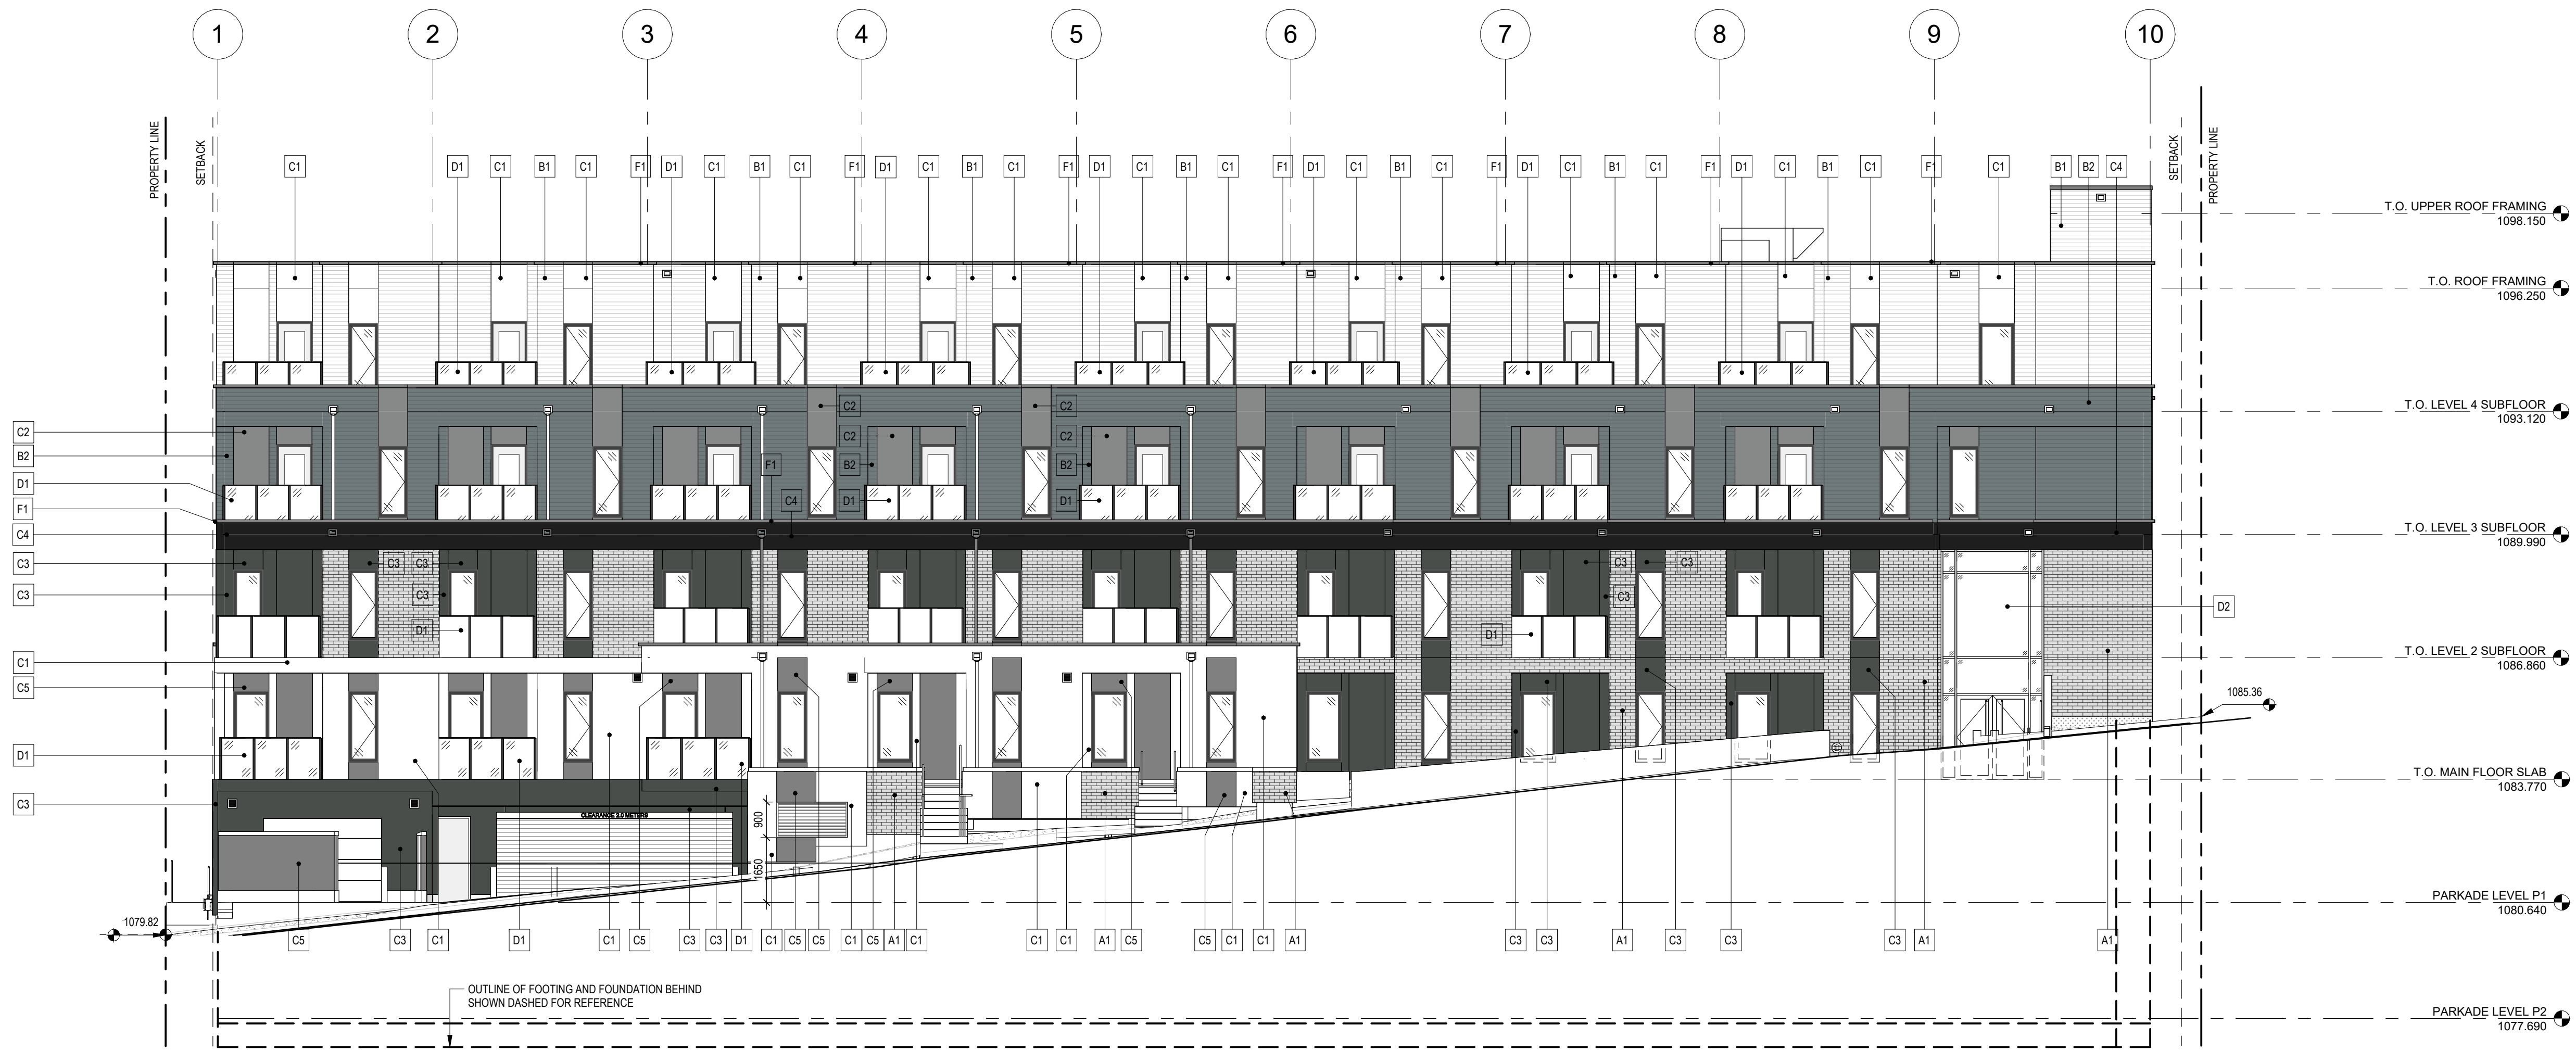 1 2 3 4 5 6 7 8 9 10
PROPERTY LINE
SETBACK
SETBACK
PROPERTY LINE
C1 D1 C1 B1 C1 F1 D1 C1 B1 C1 F1 D1 C1 B1 C1 F1 D1 C1 B1 C1 F1 D1 C1 B1 C1 F1 D1 C1 B1 C1 F1 D1 C1 B1 C1 F1 C1 B1 B2 C4
T.O. UPPER ROOF FRAMING
1098.150
T.O. ROOF FRAMING
1096.250
T.O. LEVEL 4 SUBFLOOR
1093.120
C2 C2
C2 C2 C2
B2 F1 B2 B2
D1 C4 D1 D1
F1
C4
T.O. LEVEL 3 SUBFLOOR
1089.990
C3 C3 C3 C3 C3
C3 C3 C3
D2
D1 D1
T.O. LEVEL 2 SUBFLOOR
1086.860
C1
C5
1085.36
D1
T.O. MAIN FLOOR SLAB
1083.770
C3
CLEARANCE 2.0 METERS
900
1650
PARKADE LEVEL P1
1080.640
1079.82
C5 C3 C1 D1 C1 C5 C3 C3 D1 C1 C5 C5 C1 C5 A1 C1 C1 C1 A1 C5 C5 C1 C1 A1 C3 C3 A1 C3 C3 C3 A1 A1
OUTLINE OF FOOTING AND FOUNDATION BEHIND
SHOWN DASHED FOR REFERENCE
PARKADE LEVEL P2
1077.690